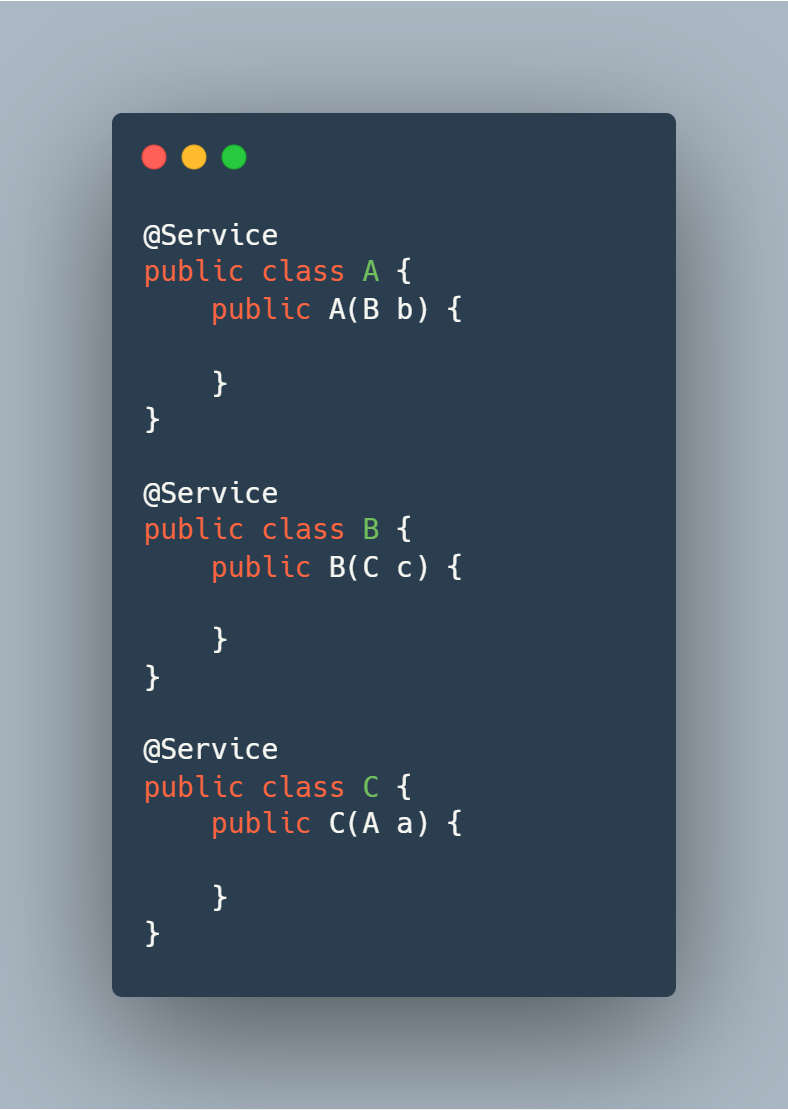 @Service
public class A {
    public A(B b) {

    }
}

@Service
public class B {
    public B(C c) {

    }
}

@Service
public class C {
    public C(A a) {

    }
}